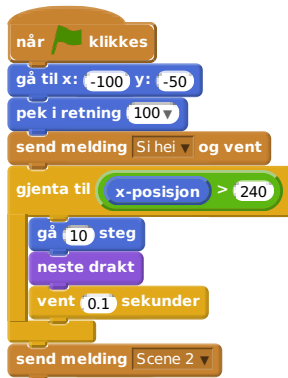 når klikkes
gå til x: -100 y: -50
pek i retning 100
send melding Si hei og vent
gjenta til x-posisjon > 240
gå 10 steg
neste drakt
vent 0.1 sekunder
send melding Scene 2